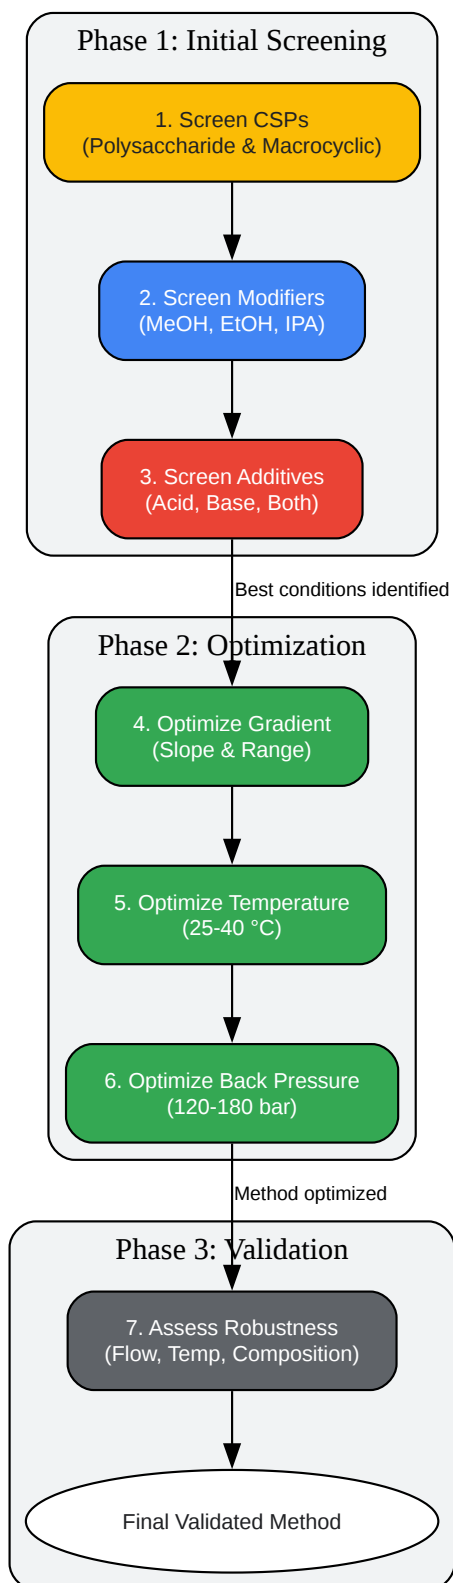 Phase 1: Initial Screening
1. Screen CSPs
(Polysaccharide & Macrocyclic)
2. Screen Modifiers
(MeOH, EtOH, IPA)
3. Screen Additives
(Acid, Base, Both)
Best conditions identified
Phase 2: Optimization
4. Optimize Gradient
(Slope & Range)
5. Optimize Temperature
(25-40 °C)
6. Optimize Back Pressure
(120-180 bar)
Method optimized
Phase 3: Validation
7. Assess Robustness
(Flow, Temp, Composition)
Final Validated Method